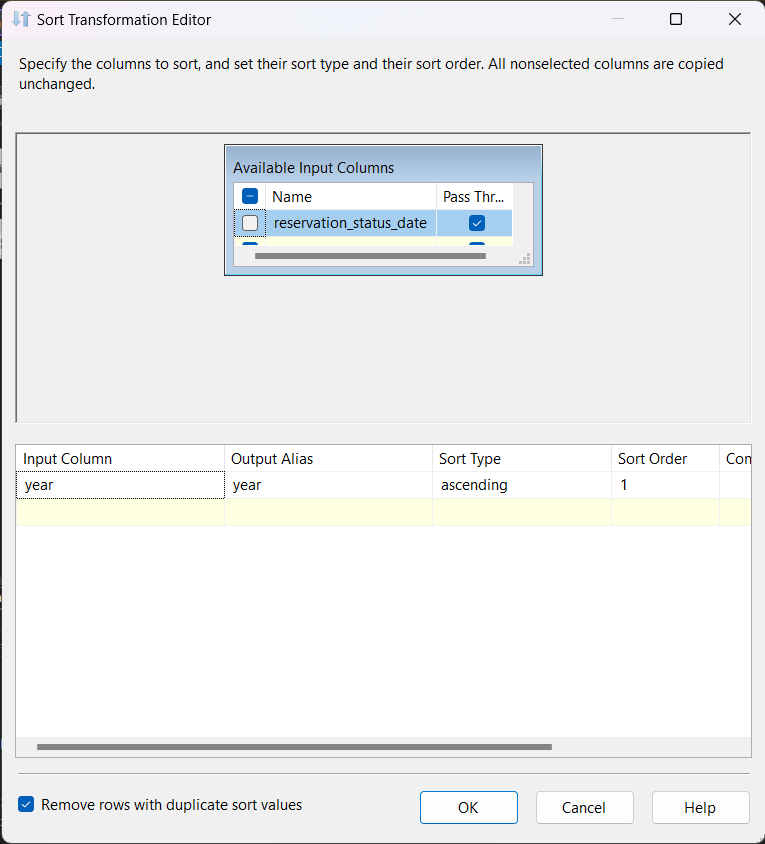 Sort Transformation Editor
Specify the columns to sort, and set their sort type and their sort order. All nonselected columns are copied
unchanged.
Available Input Columns
Name Pass Thr...
reservation_status_date
Input Column Output Alias Sort Type Sort Order Con
year year ascending 1
Remove rows with duplicate sort values
OK Cancel Help